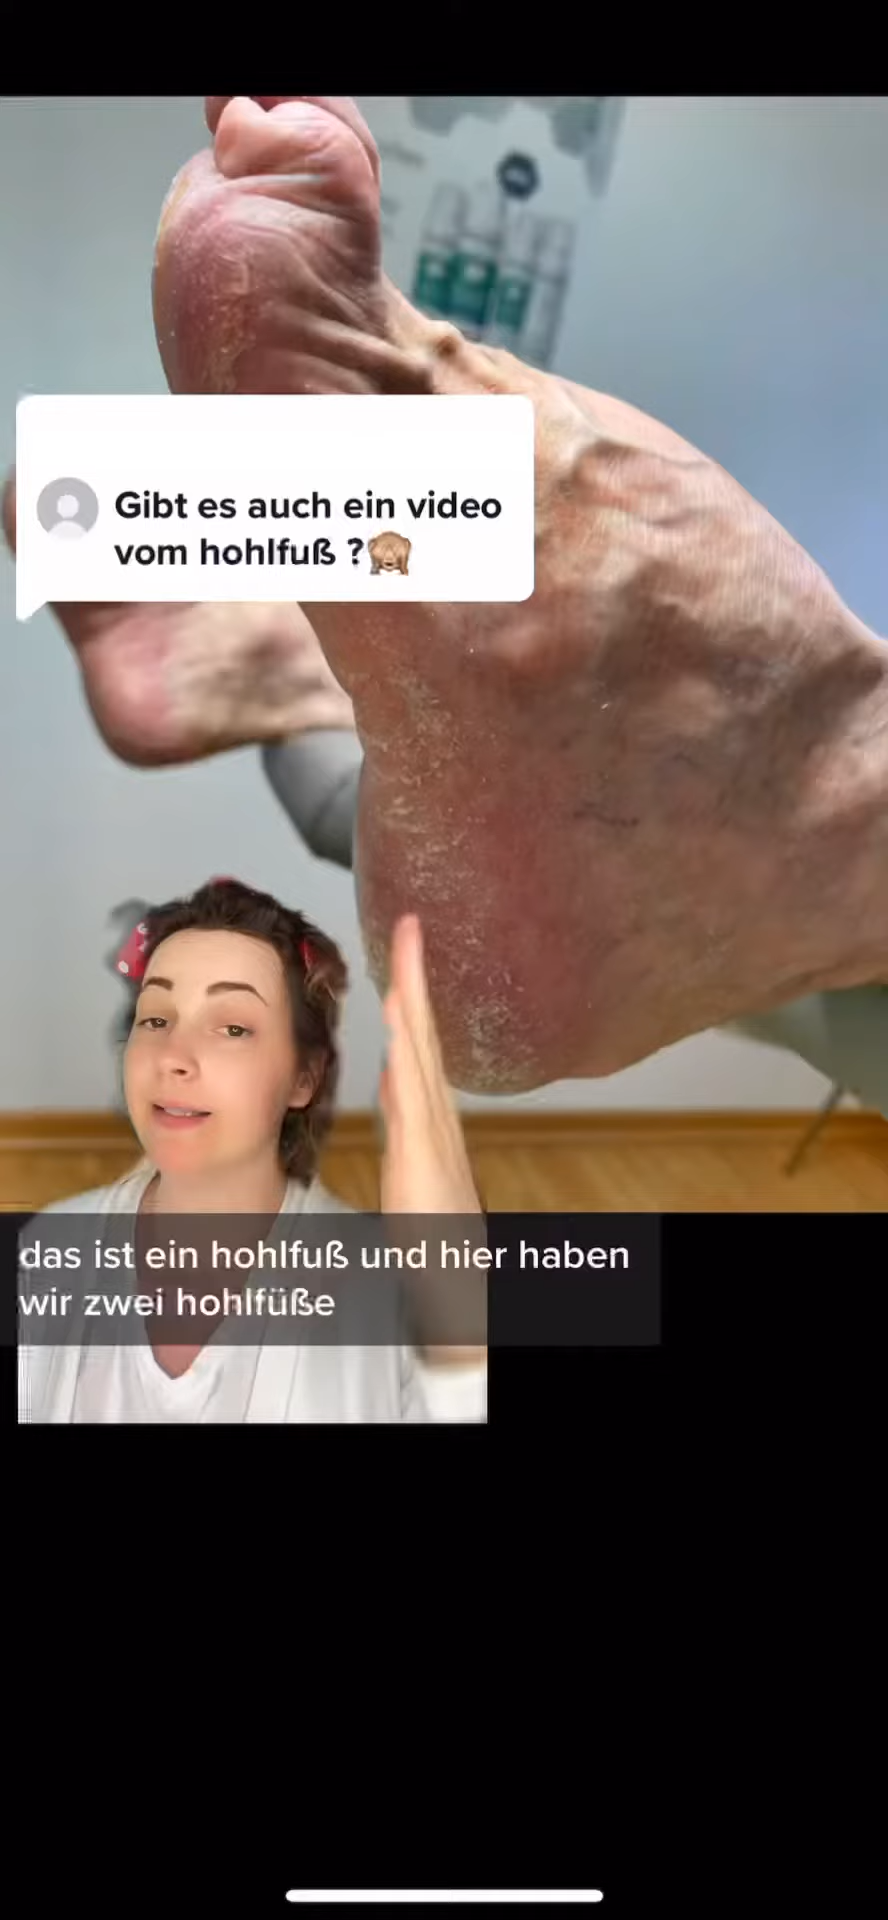 Gibt es auch ein video
vom hohlfuß ?🙈
das ist ein hohlfuß und hier haben
wir zwei hohlfüße